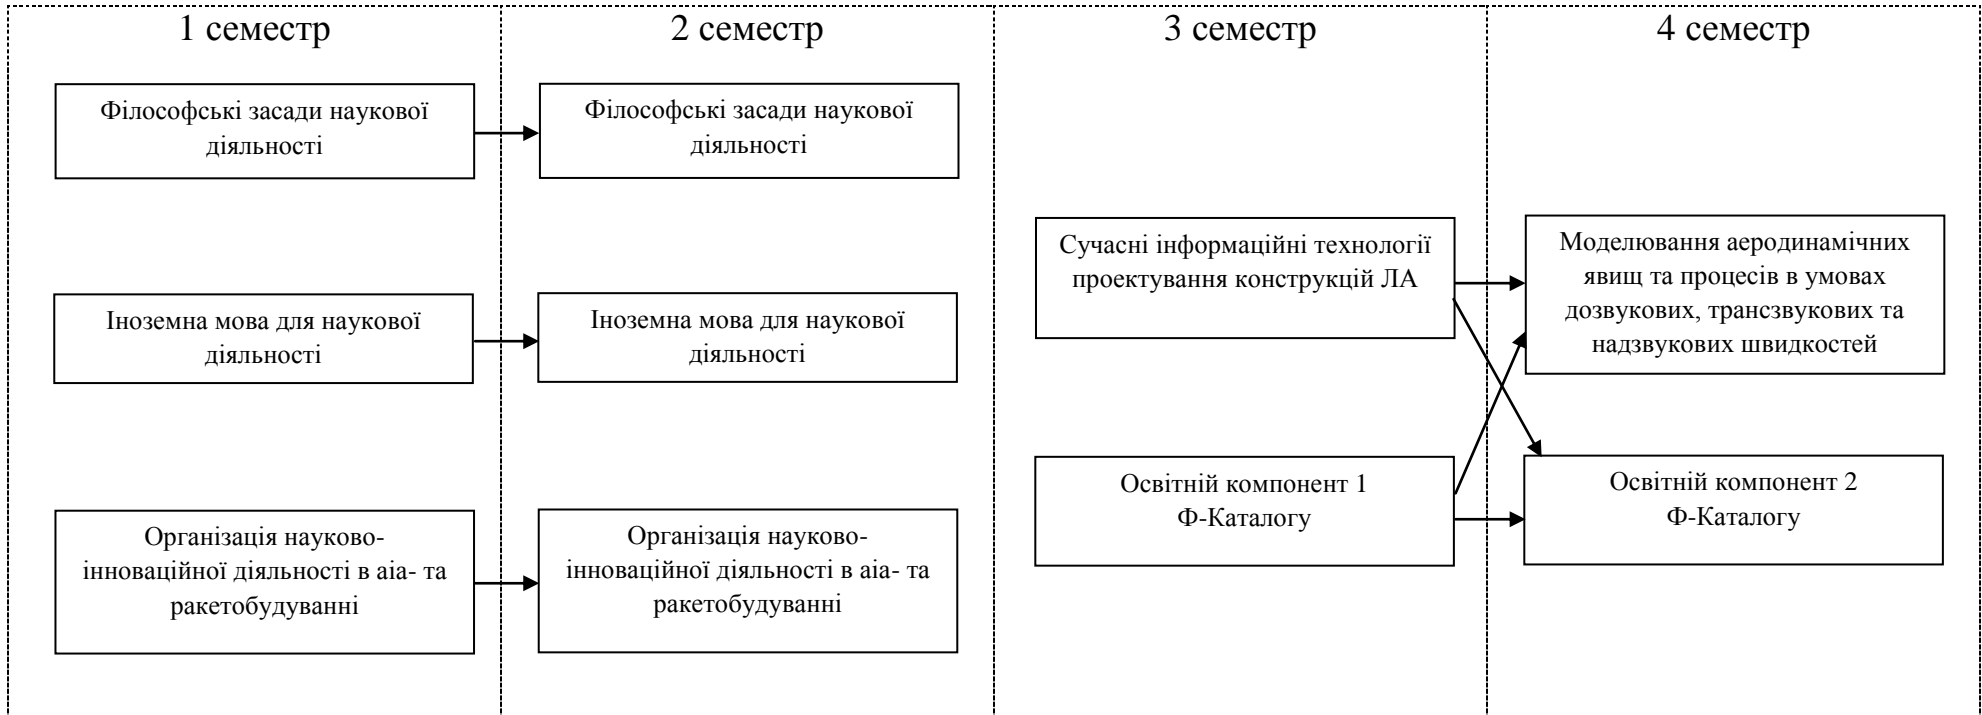 1 семестр
2 семестр
3 семестр
4 семестр
Філософські засади наукової
діяльності
Філософські засади наукової
діяльності
Сучасні інформаційні технології
проектування конструкцій ЛА
Моделювання аеродинамічних
явищ та процесів в умовах
дозвукових, трансзвукових та
надзвукових швидкостей
Іноземна мова для наукової
діяльності
Іноземна мова для наукової
діяльності
Освітній компонент 1
Ф-Каталогу
Освітній компонент 2
Ф-Каталогу
Організація науково-
інноваційної діяльності в аіа- та
ракетобудуванні
Організація науково-
інноваційної діяльності в аіа- та
ракетобудуванні